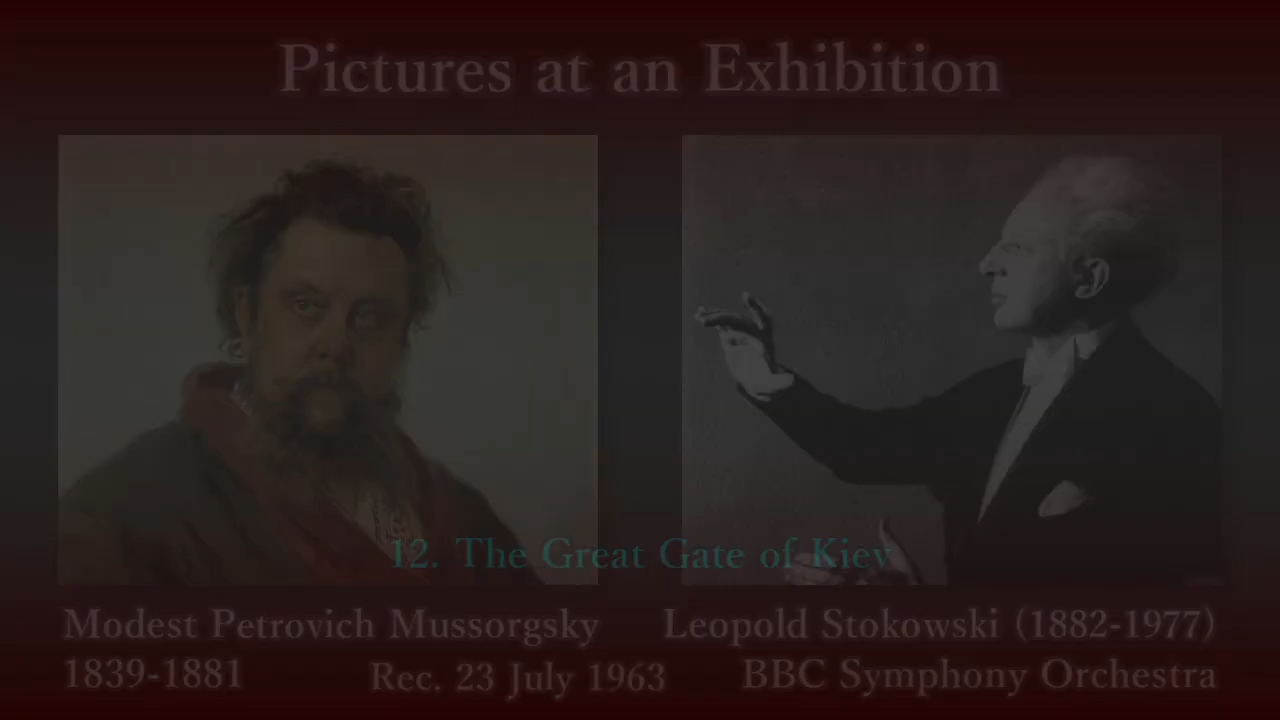 Pictures at an Exhibition
12. The Great Gate of Kiev
Modest Petrovich Mussorgsky
1839-1881
Leopold Stokowski (1882-1977)
Rec. 23 July 1963
BBC Symphony Orchestra